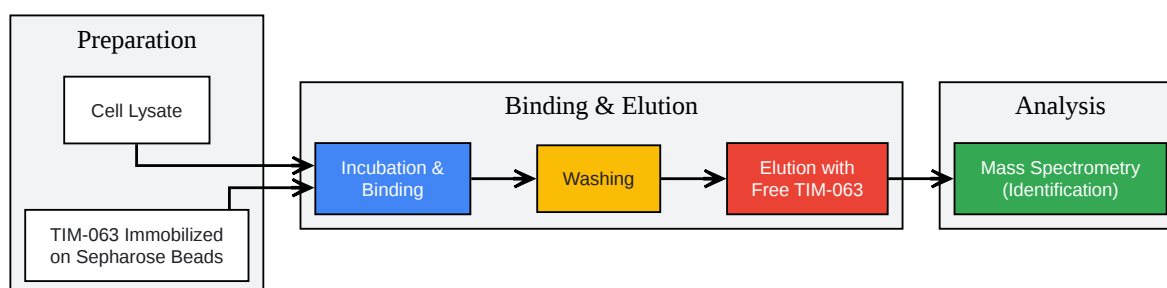 Preparation
Cell Lysate
TIM-063 Immobilized
on Sepharose Beads
Binding & Elution
Incubation &
Binding
Washing
Elution with
Free TIM-063
Analysis
Mass Spectrometry
(Identification)